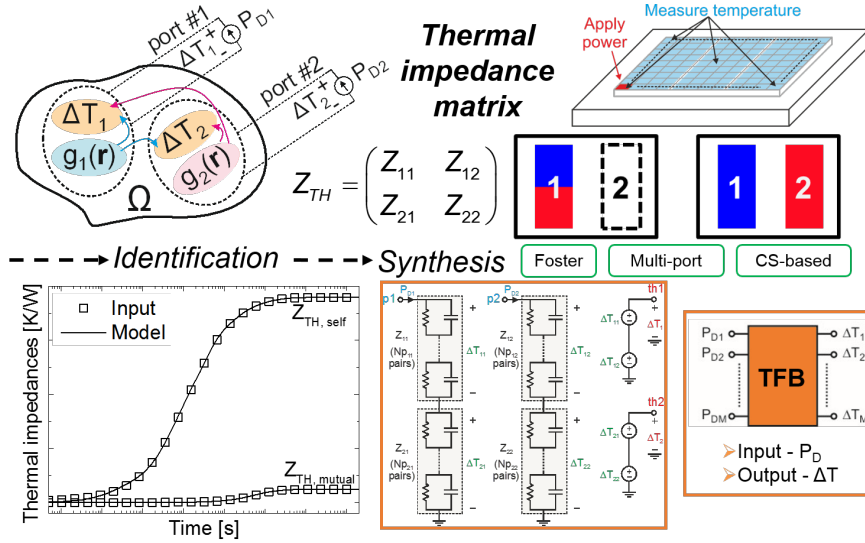 port #1
ΔT1
+
-
PD1
port #2
ΔT2
+
-
PD2
ΔT1
g1(r)
ΔT2
g2(r)
Ω
Thermal
impedance
matrix
Measure temperature
Apply
power
ZTH = ( Z11 Z12
Z21 Z22 )
1
2
1
2
Identification
Synthesis
Foster
Multi-port
CS-based
Thermal impedances [K/W]
Input
Model
ZTH, self
ZTH, mutual
Time [s]
p1
PD1
p2
PD2
th1
Z11
(Np11
pairs)
+
ΔT11
−
Z12
(Np12
pairs)
+
ΔT12
−
ΔT11
ΔT12
+
ΔT1
−
Z21
(Np21
pairs)
+
ΔT21
−
Z22
(Np22
pairs)
+
ΔT22
−
th2
ΔT21
ΔT22
+
ΔT2
−
PD1
PD2
PDM
TFB
ΔT1
ΔT2
ΔTM
Input - PD
Output - ΔT